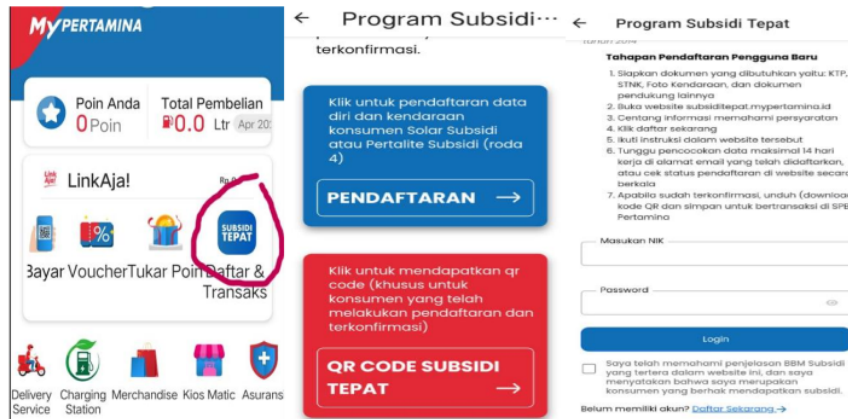 MyPERTAMINA
Poin Anda
0 Poin
Total Pembelian
0.0 Ltr Apr 20
Link Aja!
LinkAja!
SUBSIDI
TEPAT
Bayar Voucher Tukar Poin Daftar &
Transaks
Delivery
Service
Charging
Station
Merchandise
Kios Matic
Asurans
Program Subsidi...
terkonfirmasi.
Klik untuk pendaftaran data
diri dan kendaraan
konsumen Solar Subsidi
atau Pertalite Subsidi (roda
4)
PENDAFTARAN →
Klik untuk mendapatkan qr
code (khusus untuk
konsumen yang telah
melakukan pendaftaran dan
terkonfirmasi)
QR CODE SUBSIDI
TEPAT →
Program Subsidi Tepat
Tahapan Pendaftaran Pengguna Baru
1. Siapkan dokumen yang dibutuhkan yaitu: KTP,
STNK, Foto Kendaraan, dan dokumen
pendukung lainnya
2. Buka website subsiditepat.mypertamina.id
3. Centang informasi memahami persyaratan
4. Klik daftar sekarang
5. Ikuti instruksi dalam website tersebut
6. Tunggu pencocokan data maksimal 14 hari
kerja di alamat email yang telah didaftarkan,
atau cek status pendaftaran di website secara
berkala
7. Apabila sudah terkonfirmasi, unduh (download
kode QR dan simpan untuk bertransaksi di SPB
Pertamina
Masukan NIK
Password
Login
Saya telah memahami penjelasan BBM Subsidi
yang tertera dalam website ini, dan saya
menyatakan bahwa saya merupakan
konsumen yang berhak mendapatkan subsidi.
Belum memiliki akun? Daftar Sekarang →